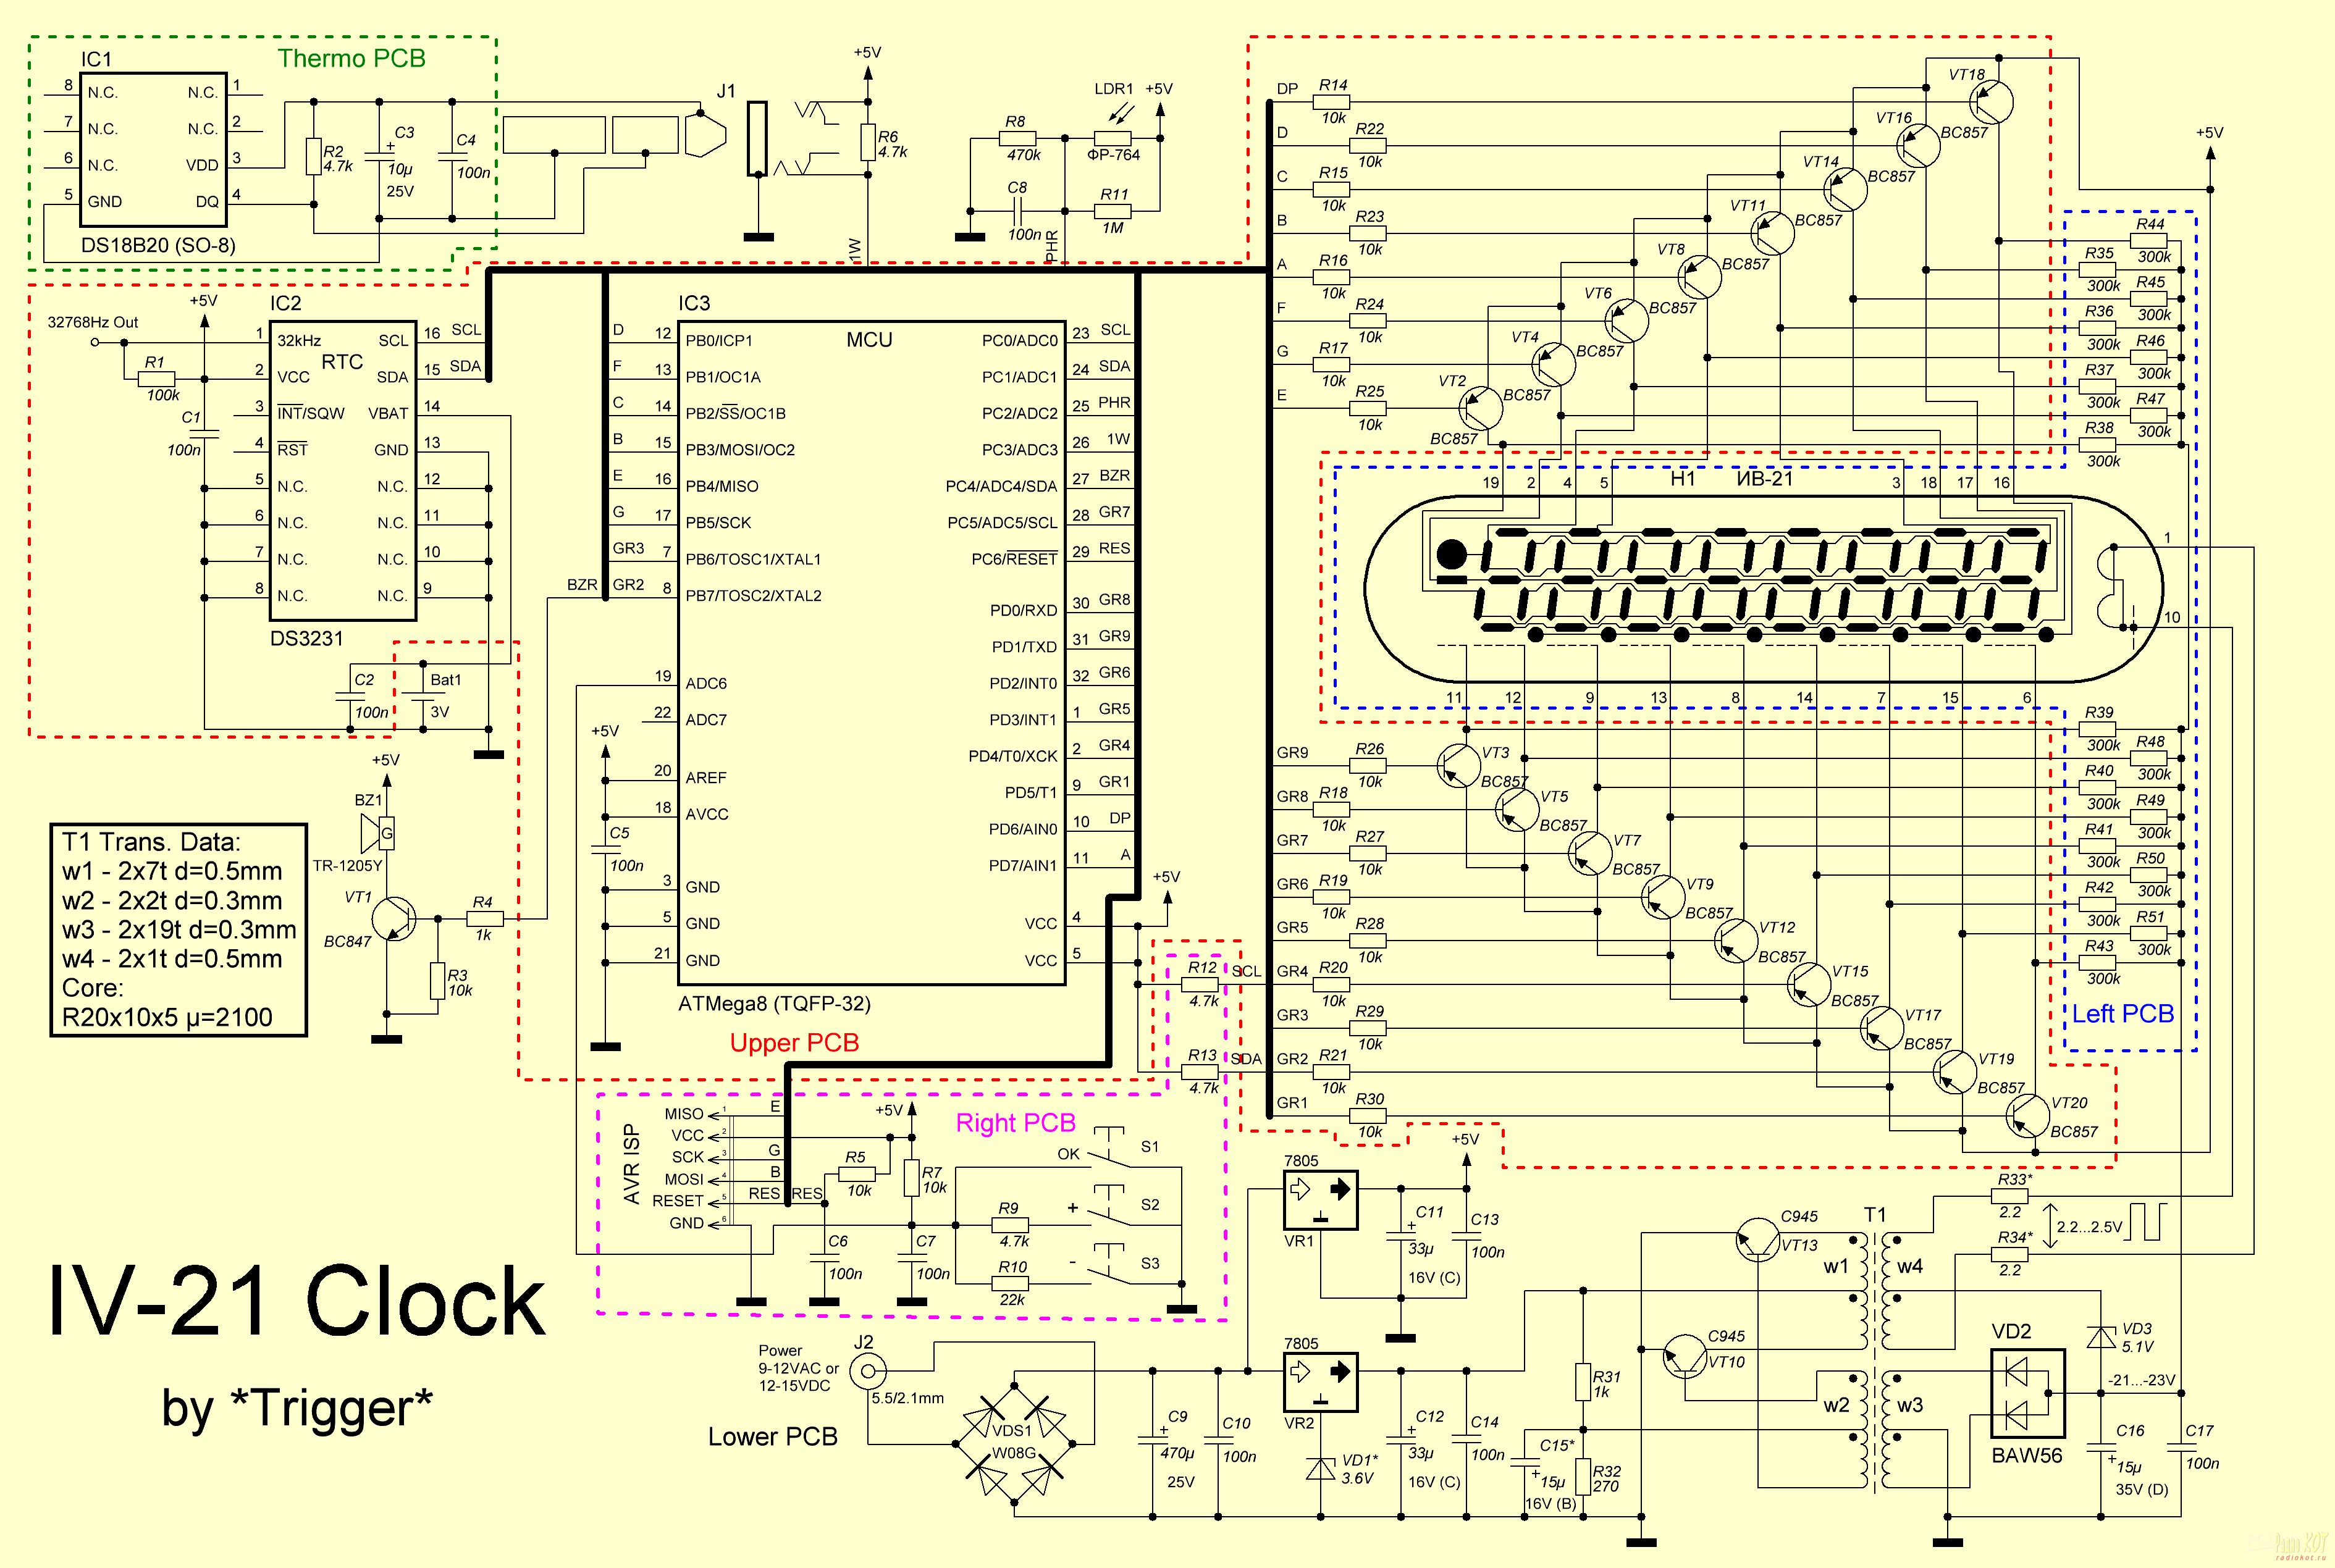 Thermo PCB
IC1
8 N.C. N.C. 1
7 N.C. N.C. 2
6 N.C. VDD 3
5 GND DQ 4
DS18B20 (SO-8)
R2
4.7k
C3
+
10µ
25V
C4
100n
J1
+5V
R6
4.7k
1W
R8
470k
C8
100n
LDR1
+5V
ФР-764
R11
1M
PHR
32768Hz Out
+5V
R1
100k
C1
100n
IC2
RTC
1 32kHz SCL 16 SCL
2 VCC SDA 15 SDA
3 INT/SQW VBAT 14
4 RST GND 13
5 N.C. N.C. 12
6 N.C. N.C. 11
7 N.C. N.C. 10
8 N.C. N.C. 9
DS3231
C2
100n
Bat1
3V
IC3
MCU
D 12 PB0/ICP1 PC0/ADC0 23 SCL
F 13 PB1/OC1A PC1/ADC1 24 SDA
C 14 PB2/SS/OC1B PC2/ADC2 25 PHR
B 15 PB3/MOSI/OC2 PC3/ADC3 26 1W
E 16 PB4/MISO PC4/ADC4/SDA 27 BZR
G 17 PB5/SCK PC5/ADC5/SCL 28 GR7
GR3 7 PB6/TOSC1/XTAL1 PC6/RESET 29 RES
BZR GR2 8 PB7/TOSC2/XTAL2
PD0/RXD 30 GR8
PD1/TXD 31 GR9
19 ADC6 PD2/INT0 32 GR6
22 ADC7 PD3/INT1 1 GR5
PD4/T0/XCK 2 GR4
20 AREF PD5/T1 9 GR1
18 AVCC PD6/AIN0 10 DP
PD7/AIN1 11 A
3 GND
5 GND VCC 4
21 GND VCC 5
ATMega8 (TQFP-32)
+5V
C5
100n
+5V
Upper PCB
+5V
BZ1
G
TR-1205Y
VT1
BC847
R4
1k
R3
10k
T1 Trans. Data:
w1 - 2x7t d=0.5mm
w2 - 2x2t d=0.3mm
w3 - 2x19t d=0.3mm
w4 - 2x1t d=0.5mm
Core:
R20x10x5 µ=2100
R12 SCL
4.7k
R13 SDA
4.7k
DP R14 10k VT18 BC857
D R22 10k VT16 BC857
C R15 10k VT14 BC857
B R23 10k VT11 BC857
A R16 10k VT8 BC857
F R24 10k VT6 BC857
G R17 10k VT4 BC857
E R25 10k VT2 BC857
+5V
R44 300k
R35 300k
R45 300k
R36 300k
R46 300k
R37 300k
R47 300k
R38 300k
H1 ИВ-21
19 2 4 5 3 18 17 16
1
10
11 12 9 13 8 14 7 15 6
R39 300k
R48 300k
R40 300k
R49 300k
R41 300k
R50 300k
R42 300k
R51 300k
R43 300k
Left PCB
GR9 R26 10k VT3 BC857
GR8 R18 10k VT5 BC857
GR7 R27 10k VT7 BC857
GR6 R19 10k VT9 BC857
GR5 R28 10k VT12 BC857
GR4 R20 10k VT15 BC857
GR3 R29 10k VT17 BC857
GR2 R21 10k VT19 BC857
GR1 R30 10k VT20 BC857
Right PCB
AVR ISP
MISO 1 E
VCC 2
SCK 3 G
MOSI 4 B
RESET 5 RES RES
GND 6
+5V
R5
10k
R7
10k
C6
100n
C7
100n
R9
4.7k
R10
22k
OK S1
+ S2
- S3
IV-21 Clock
by *Trigger*
Power
9-12VAC or
12-15VDC
J2
5.5/2.1mm
Lower PCB
VDS1
W08G
C9
+
470µ
25V
C10
100n
7805
VR1
+5V
C11
+
33µ
16V (C)
C13
100n
7805
VR2
VD1*
3.6V
C12
+
33µ
16V (C)
C14
100n
C15*
+
15µ
16V (B)
R31
1k
R32
270
C945
VT13
C945
VT10
T1
w1 w4
w2 w3
R33*
2.2
2.2...2.5V
R34*
2.2
VD2
BAW56
VD3
5.1V
-21...-23V
C16
+
15µ
35V (D)
C17
100n
radiokot.ru